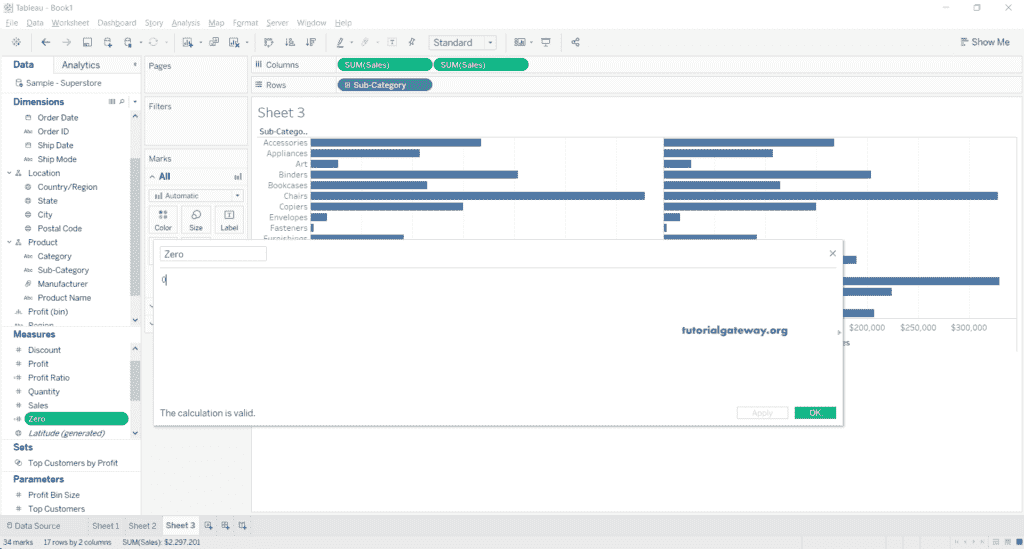 Tableau - Book1
File Data Worksheet Dashboard Story Analysis Map Format Server Window Help
Standard
Show Me
Data Analytics
Sample - Superstore
Dimensions
Order Date
Abc Order ID
Ship Date
Abc Ship Mode
Location
Country/Region
State
City
Postal Code
Product
Abc Category
Abc Sub-Category
Manufacturer
Abc Product Name
Profit (bin)
Region
Measures
# Discount
# Profit
=# Profit Ratio
# Quantity
# Sales
=# Zero
Latitude (generated)
Sets
Top Customers by Profit
Parameters
# Profit Bin Size
# Top Customers
Pages
Filters
Marks
All
Automatic
Color Size Label
Columns SUM(Sales) SUM(Sales)
Rows Sub-Category
Sheet 3
Sub-Catego..
Accessories
Appliances
Art
Binders
Bookcases
Chairs
Copiers
Envelopes
Fasteners
Furnishings
$200,000 $250,000 $300,000
es
Zero
0
tutorialgateway.org
The calculation is valid.
Apply OK
Data Source Sheet 1 Sheet 2 Sheet 3
34 marks 17 rows by 2 columns SUM(Sales): $2,297,201